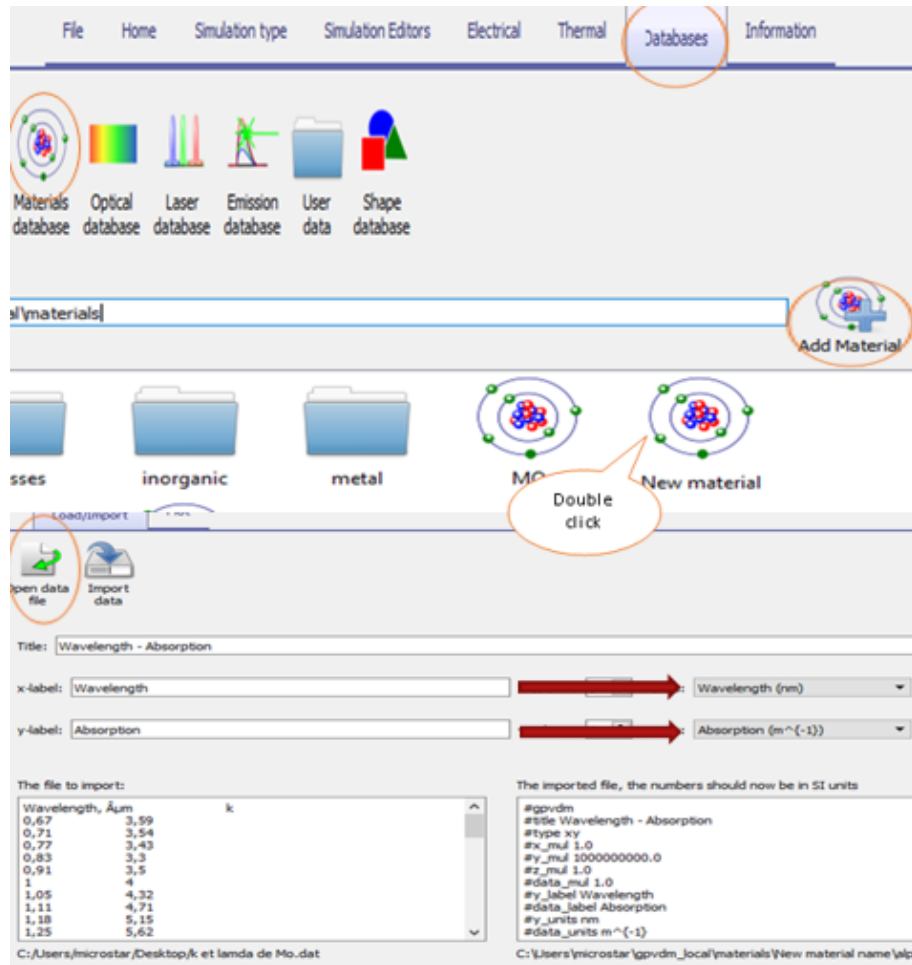 File Home Simulation type Simulation Editors Electrical Thermal Databases Information
Materials database Optical database Laser database Emission database User data Shape database
al\materials
Add Material
sses inorganic metal MO New material
Double click
Load/Import
Open data file Import data
Title: Wavelength - Absorption
x-label: Wavelength : Wavelength (nm)
y-label: Absorption : Absorption (m^{-1})
The file to import: The imported file, the numbers should now be in SI units
Wavelength, Âµm k
0,67 3,59
0,71 3,54
0,77 3,43
0,83 3,3
0,91 3,5
1 4
1,05 4,32
1,11 4,71
1,18 5,15
1,25 5,62
#gpvdm
#title Wavelength - Absorption
#type xy
#x_mul 1.0
#y_mul 1000000000.0
#z_mul 1.0
#data_mul 1.0
#y_label Wavelength
#data_label Absorption
#y_units nm
#data_units m^{-1}
C:/Users/microstar/Desktop/k et lamda de Mo.dat C:\Users\microstar\gpvdm_local\materials\New material name\alp